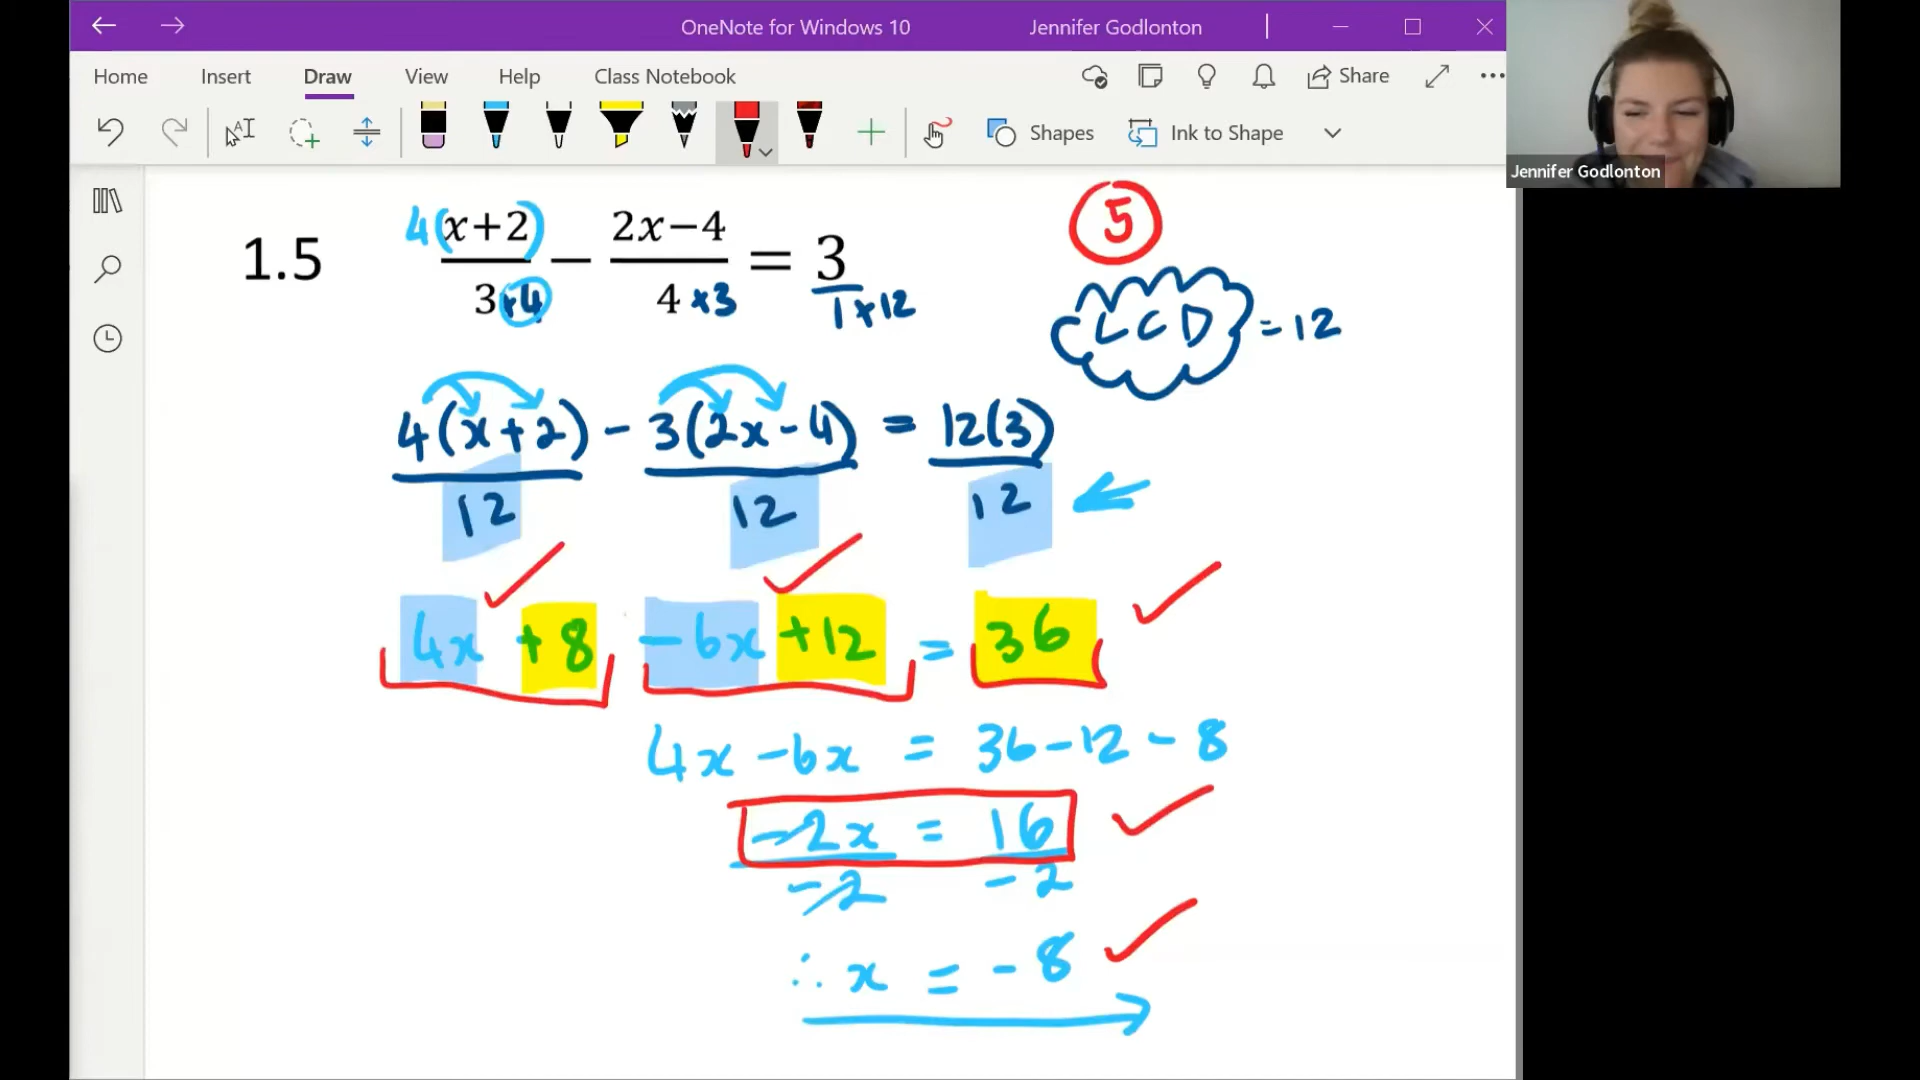 OneNote for Windows 10 Jennifer Godlonton
Home Insert Draw View Help Class Notebook Share
Shapes Ink to Shape
Jennifer Godlonton
1.5 4(x+2)/3×4 − 2x−4/4×3 = 3/1×12
5
LCD = 12
4(x+2)/12 − 3(2x−4)/12 = 12(3)/12
4x + 8 − 6x + 12 = 36
4x − 6x = 36 − 12 − 8
−2x/−2 = 16/−2
∴ x = −8